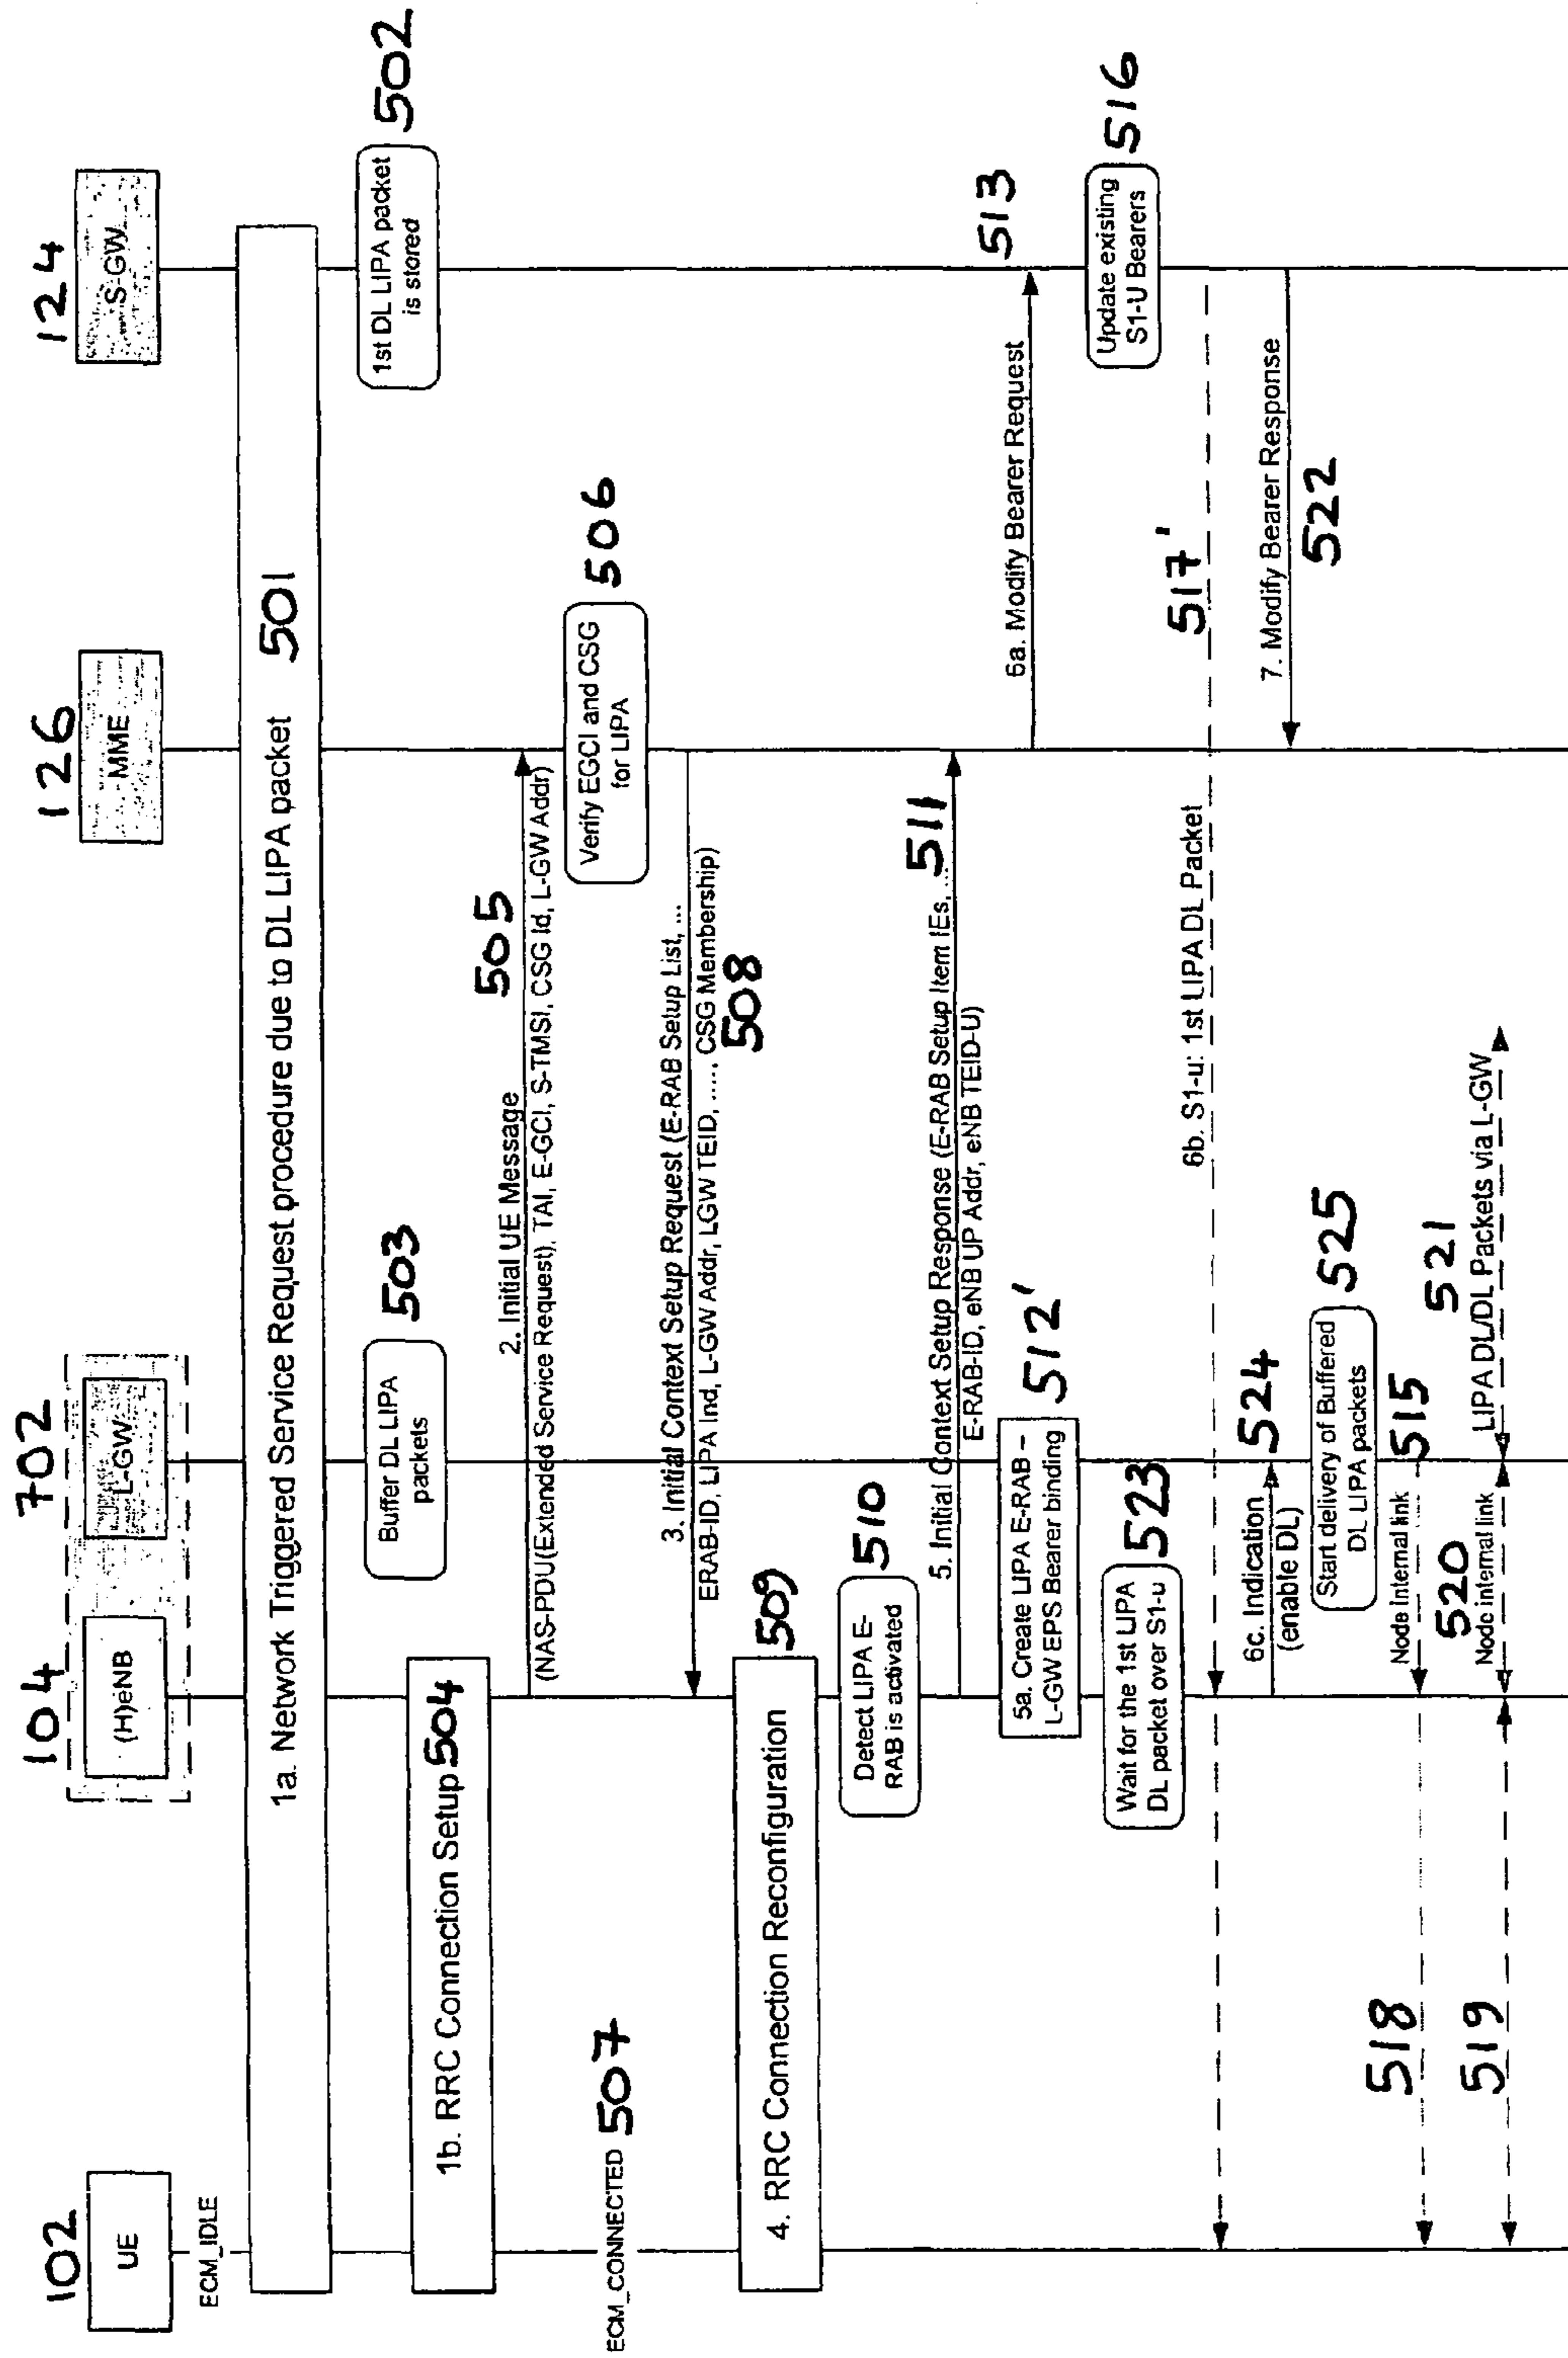 102
UE
104
(H)eNB
702
L-GW
126
MME
124
S-GW
ECM_IDLE
1a. Network Triggered Service Request procedure due to DL LIPA packet
501
1st DL LIPA packet
is stored
502
Buffer DL LIPA
packets
503
1b. RRC Connection Setup
504
505
2. Initial UE Message
(NAS-PDU(Extended Service Request), TAI, E-GCI, S-TMSI, CSG Id, L-GW Addr)
Verify EGCI and CSG
for LIPA
506
ECM_CONNECTED
507
3. Initial Context Setup Request (E-RAB Setup List, ...
ERAB-ID, LIPA Ind, L-GW Addr, LGW TEID, ....., CSG Membership)
508
4. RRC Connection Reconfiguration
509
Detect LIPA E-
RAB is activated
510
5. Initial Context Setup Response (E-RAB Setup Item IEs, ...
511
E-RAB-ID, eNB UP Addr, eNB TEID-U)
5a. Create LIPA E-RAB –
L-GW EPS Bearer binding
512'
6a. Modify Bearer Request
513
Update existing
S1-U Bearers
516
Wait for the 1st LIPA
DL packet over S1-u
523
6b. S1-u: 1st LIPA DL Packet
517'
6c. Indication
(enable DL)
524
7. Modify Bearer Response
522
Start delivery of Buffered
DL LIPA packets
525
518
Node Internal link
515
519
520
Node internal link
521
LIPA DL/DL Packets via L-GW